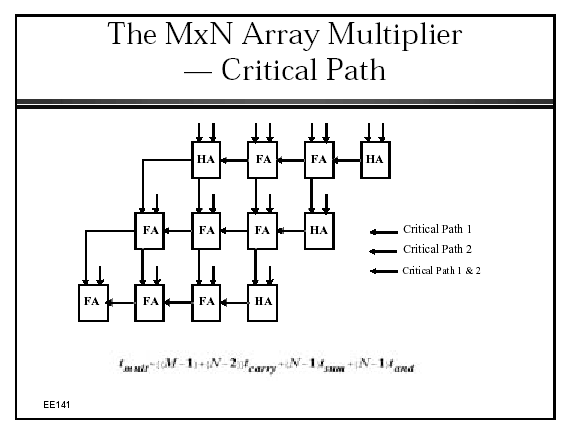 The MxN Array Multiplier
— Critical Path
HA FA FA HA
FA FA FA HA
Critical Path 1
Critical Path 2
Critical Path 1 & 2
FA FA FA HA
t_mult = [(M-1)+(N-2)]t_carry + (N-1)t_sum + (N-1)t_and
EE141